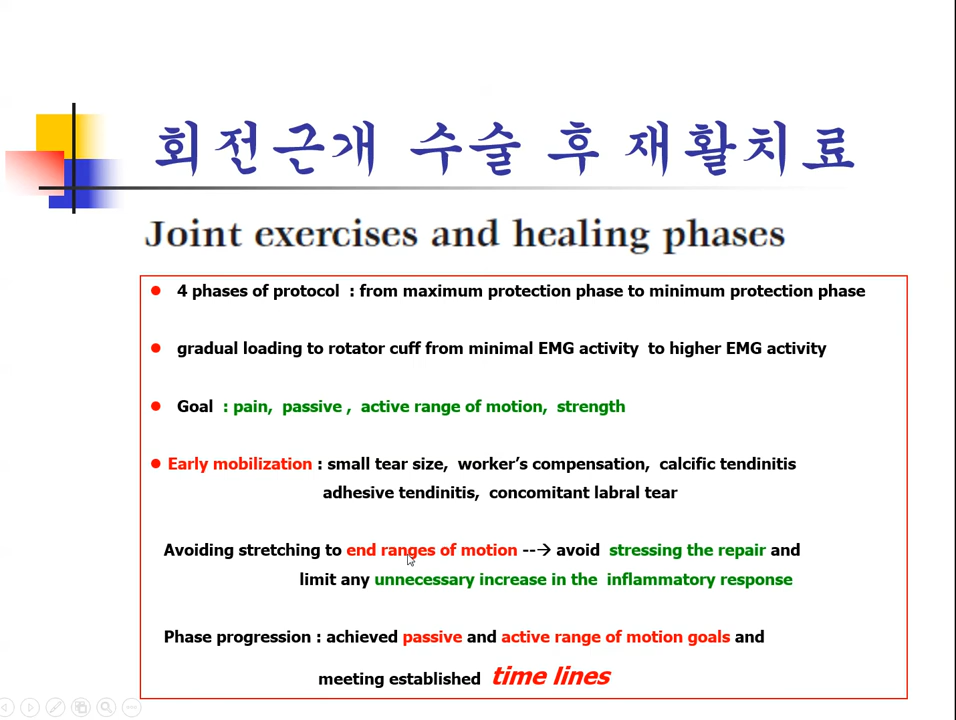 회전근개 수술 후 재활치료
Joint exercises and healing phases
● 4 phases of protocol : from maximum protection phase to minimum protection phase
● gradual loading to rotator cuff from minimal EMG activity to higher EMG activity
● Goal : pain, passive , active range of motion, strength
● Early mobilization : small tear size, worker's compensation, calcific tendinitis
adhesive tendinitis, concomitant labral tear
Avoiding stretching to end ranges of motion --→ avoid stressing the repair and
limit any unnecessary increase in the inflammatory response
Phase progression : achieved passive and active range of motion goals and
meeting established time lines